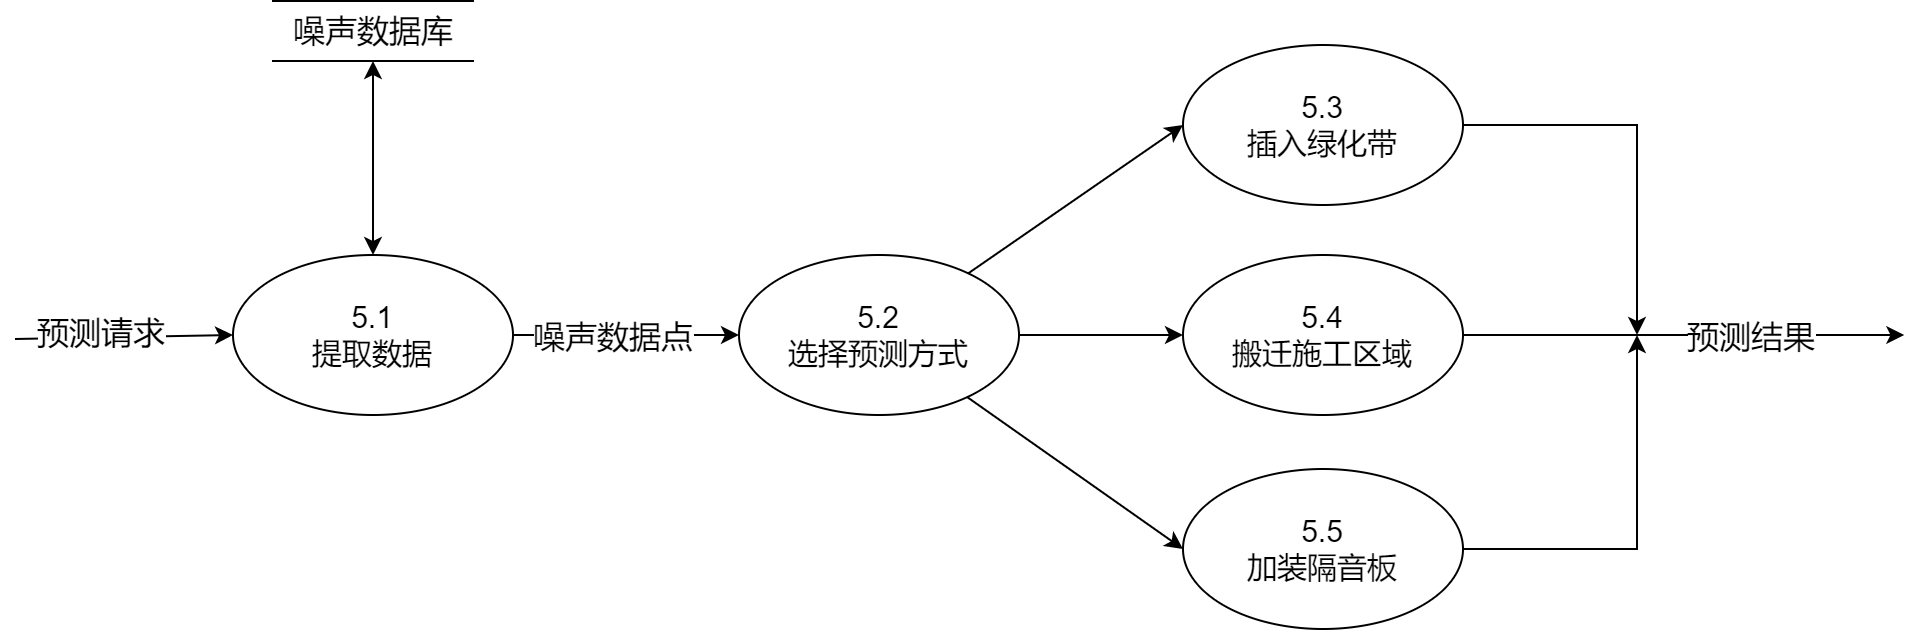 噪声数据库
预测请求
5.1
提取数据
噪声数据点
5.2
选择预测方式
5.3
插入绿化带
5.4
搬迁施工区域
5.5
加装隔音板
预测结果